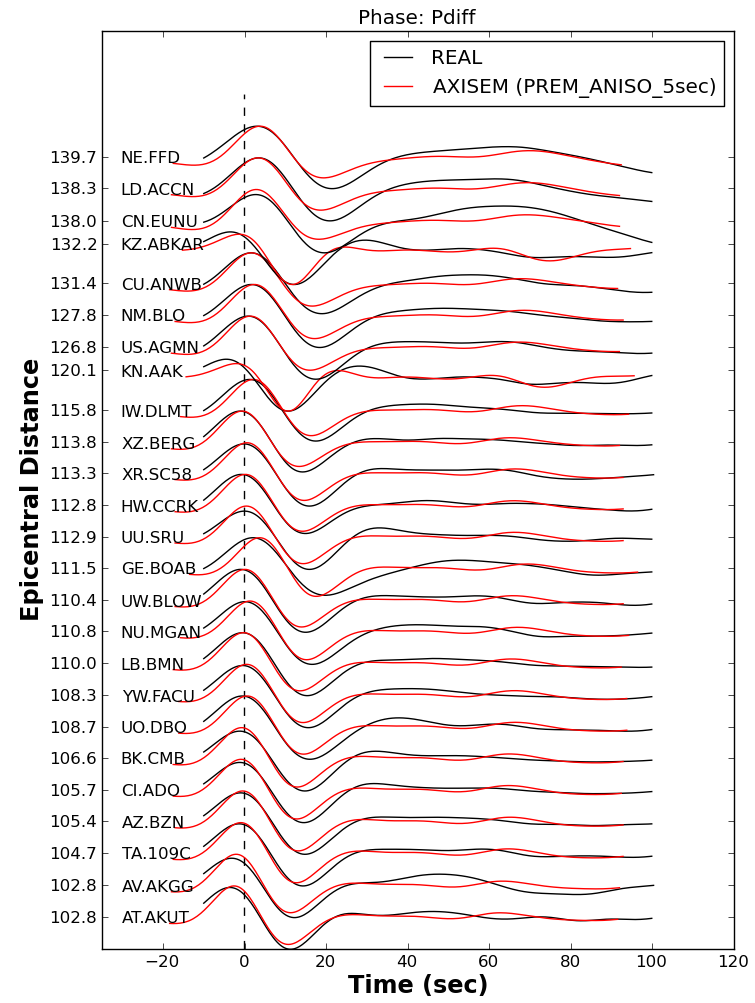 Phase: Pdiff
REAL
AXISEM (PREM_ANISO_5sec)
139.7 NE.FFD
138.3 LD.ACCN
138.0 CN.EUNU
132.2 KZ.ABKAR
131.4 CU.ANWB
127.8 NM.BLO
126.8 US.AGMN
120.1 KN.AAK
115.8 IW.DLMT
113.8 XZ.BERG
113.3 XR.SC58
112.8 HW.CCRK
112.9 UU.SRU
111.5 GE.BOAB
110.4 UW.BLOW
110.8 NU.MGAN
110.0 LB.BMN
108.3 YW.FACU
108.7 UO.DBO
106.6 BK.CMB
105.7 CI.ADO
105.4 AZ.BZN
104.7 TA.109C
102.8 AV.AKGG
102.8 AT.AKUT
Epicentral Distance
−20 0 20 40 60 80 100 120
Time (sec)